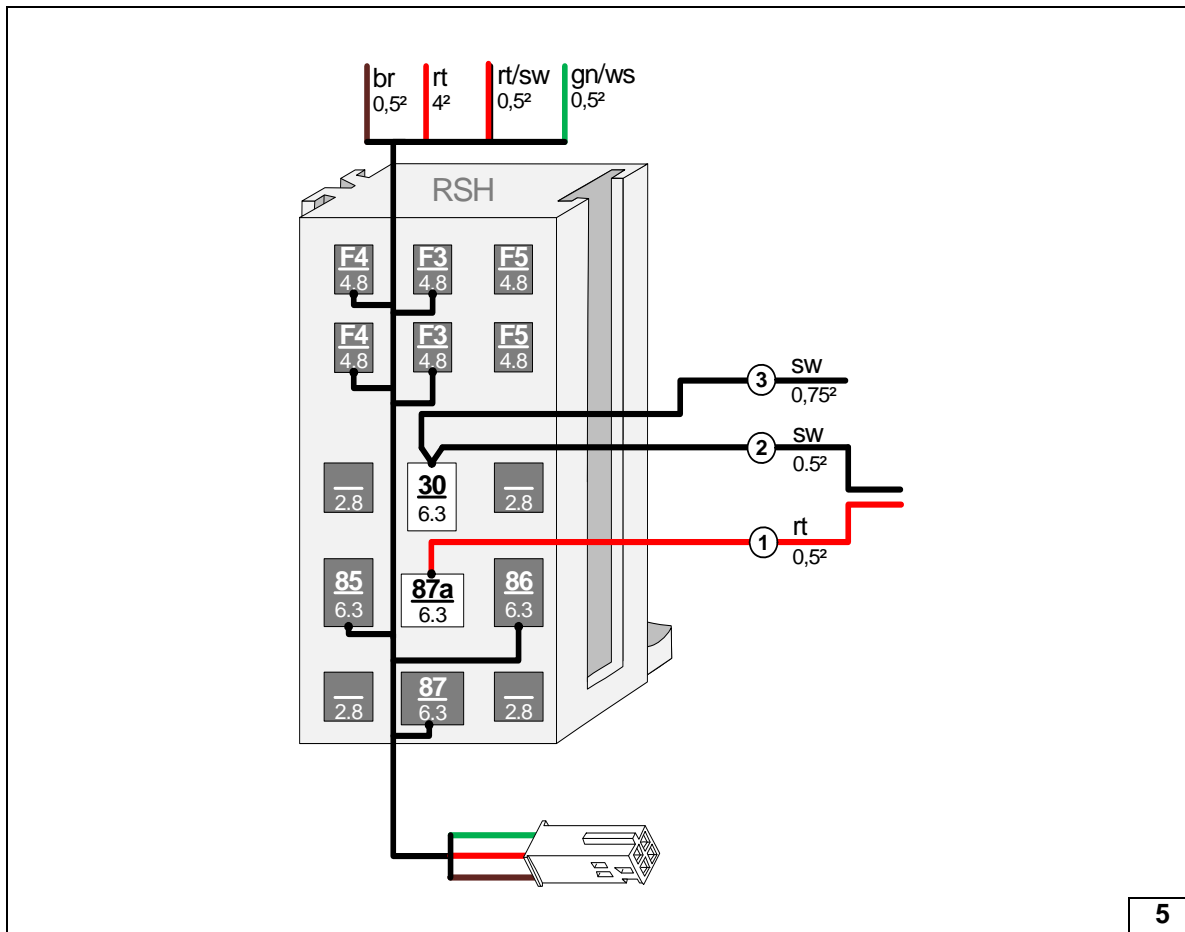 br rt rt/sw gn/ws
0,5² 4² 0,5² 0,5²
RSH
F4 F3 F5
4.8 4.8 4.8
F4 F3 F5
4.8 4.8 4.8
3 sw
0,75²
2 sw
0.5²
30
2.8 6.3 2.8
1 rt
0,5²
85 87a 86
6.3 6.3 6.3
87
2.8 6.3 2.8
5